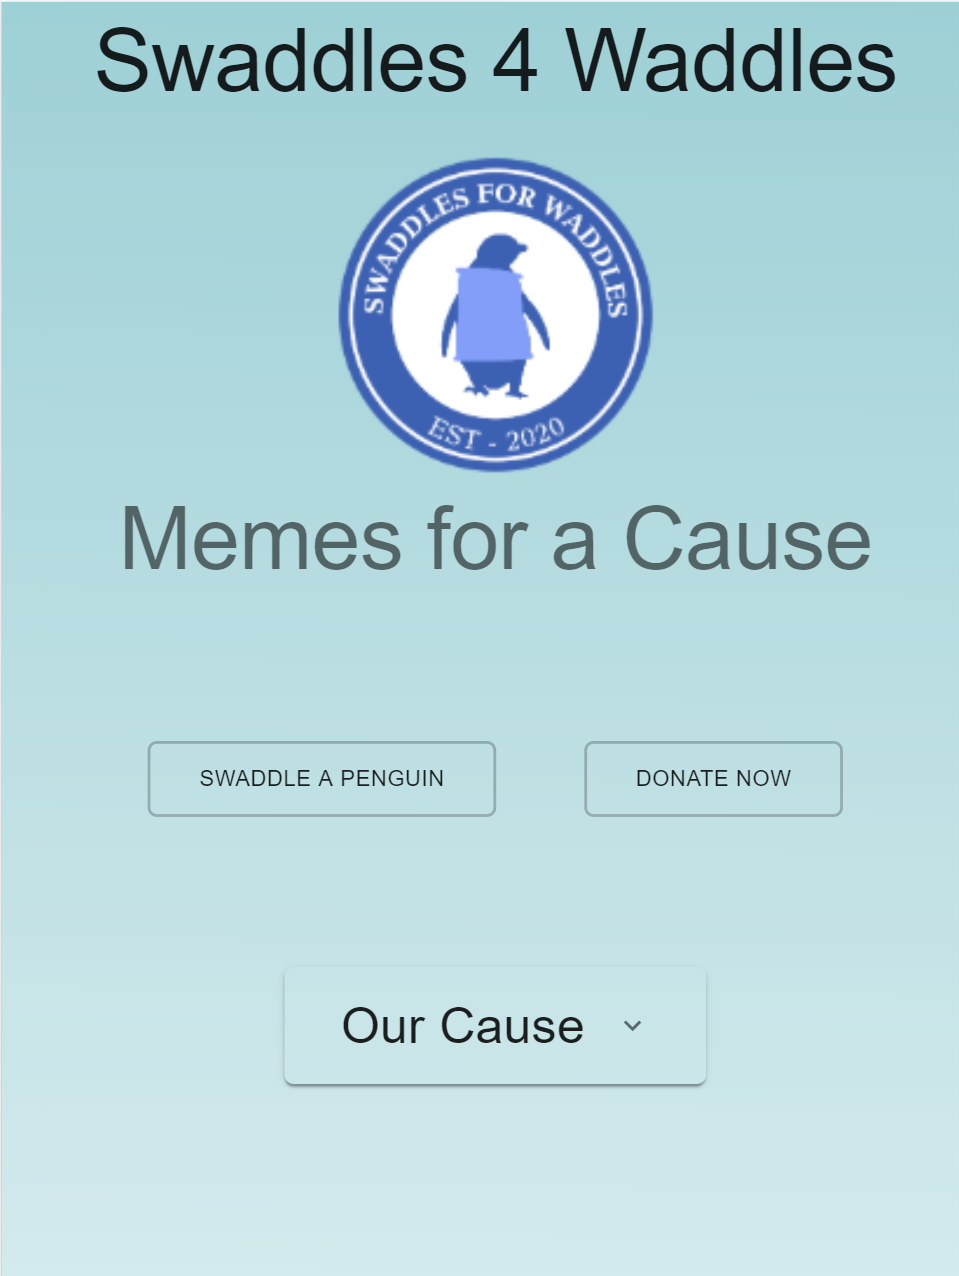 Swaddles 4 Waddles
SWADDLES FOR WADDLES
EST - 2020
Memes for a Cause
SWADDLE A PENGUIN
DONATE NOW
Our Cause